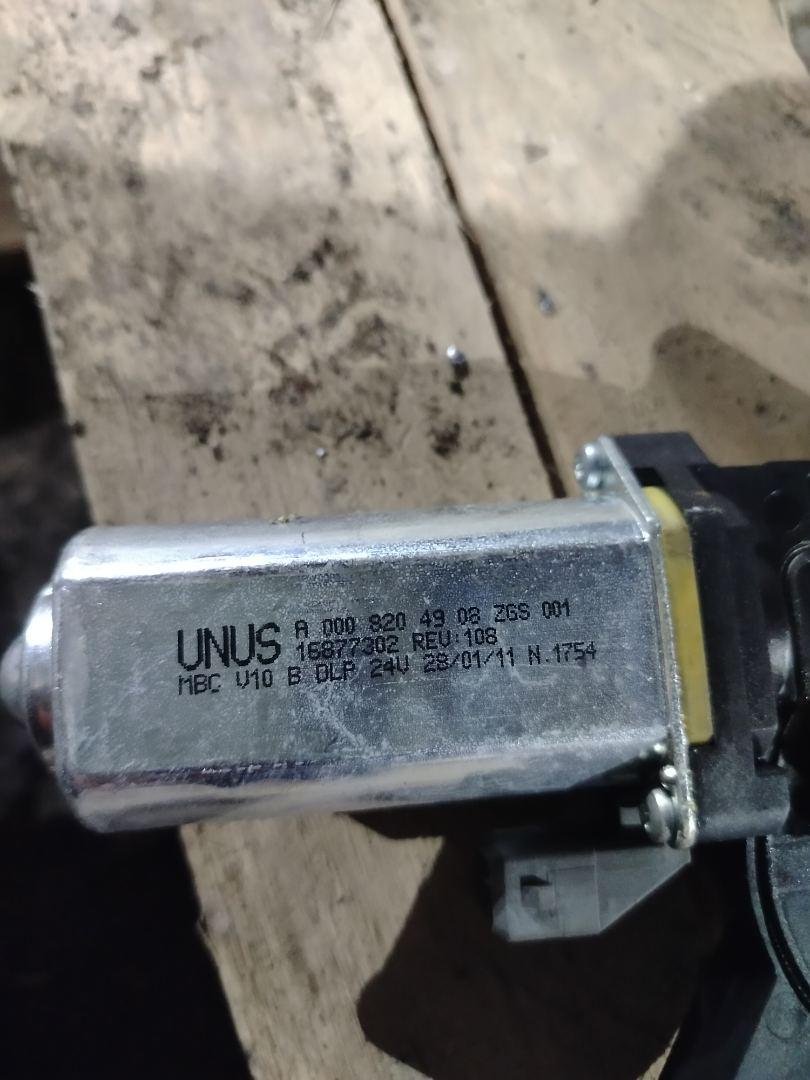 UNUS
A 000 820 49 08 ZGS 001
16877302 REV:108
MBC V10 B DLP 24V 28/01/11 N.1754